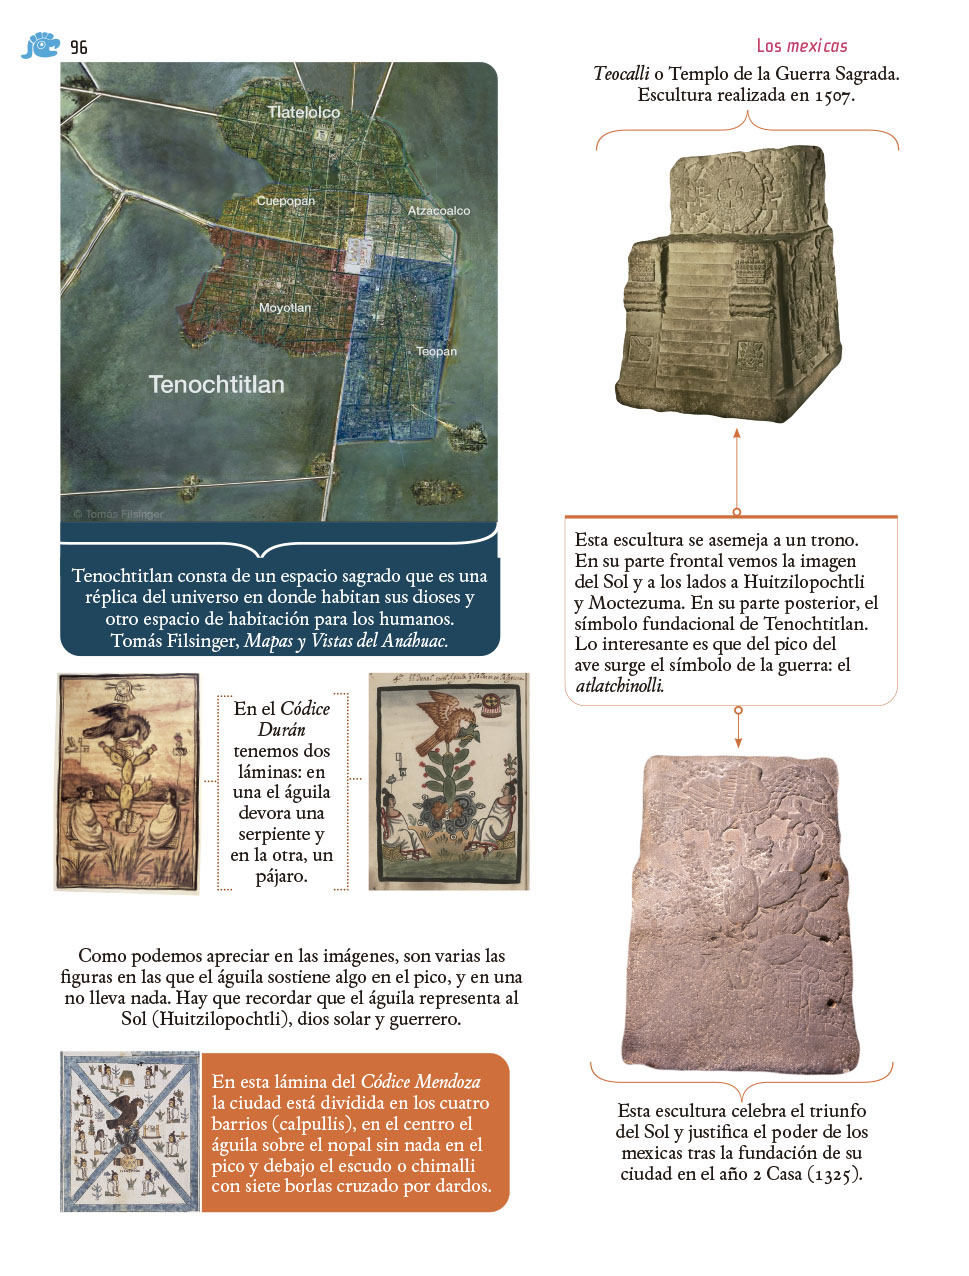 96
Los mexicas
Tlatelolco
Cuepopan
Atzacoalco
Moyotlan
Teopan
Tenochtitlan
© Tomás Filsinger
Tenochtitlan consta de un espacio sagrado que es una
réplica del universo en donde habitan sus dioses y
otro espacio de habitación para los humanos.
Tomás Filsinger, Mapas y Vistas del Anáhuac.
En el Códice
Durán
tenemos dos
láminas: en
una el águila
devora una
serpiente y
en la otra, un
pájaro.
Como podemos apreciar en las imágenes, son varias las
figuras en las que el águila sostiene algo en el pico, y en una
no lleva nada. Hay que recordar que el águila representa al
Sol (Huitzilopochtli), dios solar y guerrero.
En esta lámina del Códice Mendoza
la ciudad está dividida en los cuatro
barrios (calpullis), en el centro el
águila sobre el nopal sin nada en el
pico y debajo el escudo o chimalli
con siete borlas cruzado por dardos.
Teocalli o Templo de la Guerra Sagrada.
Escultura realizada en 1507.
Esta escultura se asemeja a un trono.
En su parte frontal vemos la imagen
del Sol y a los lados a Huitzilopochtli
y Moctezuma. En su parte posterior, el
símbolo fundacional de Tenochtitlan.
Lo interesante es que del pico del
ave surge el símbolo de la guerra: el
atlatchinolli.
Esta escultura celebra el triunfo
del Sol y justifica el poder de los
mexicas tras la fundación de su
ciudad en el año 2 Casa (1325).